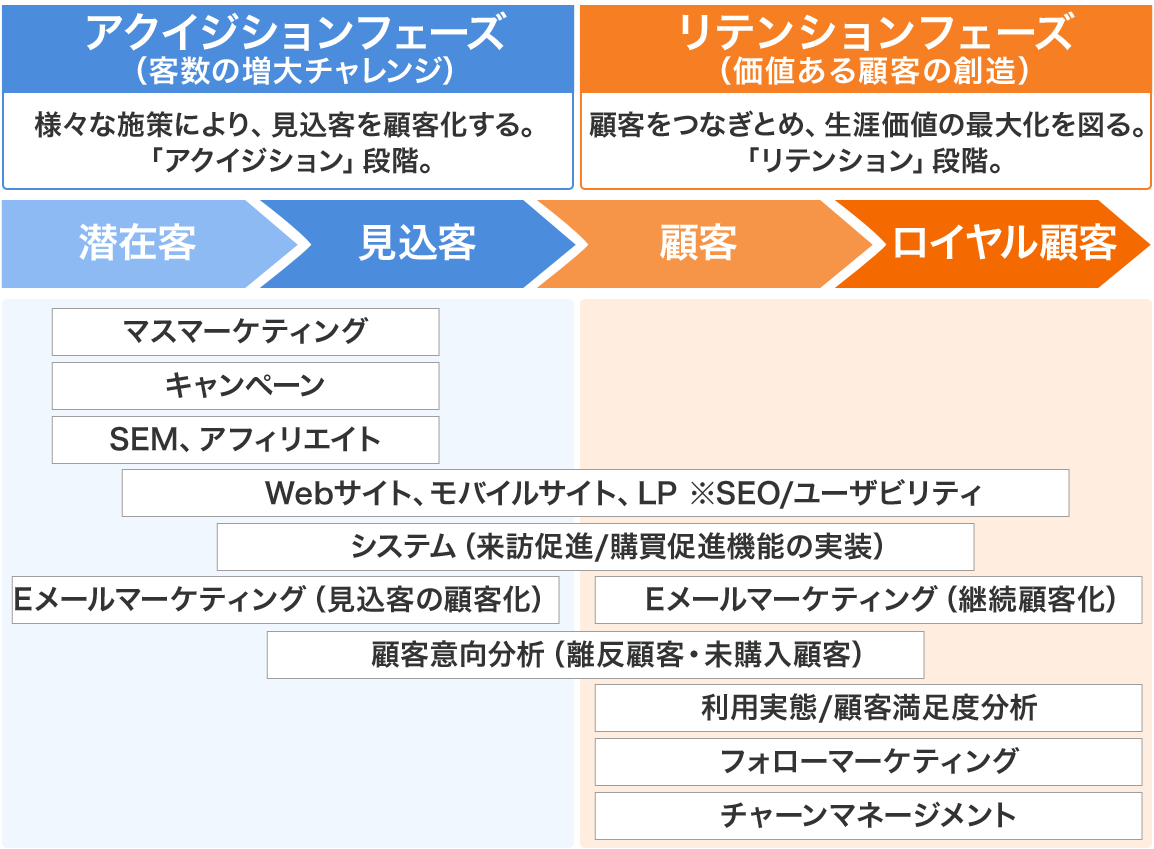 アクイジションフェーズ
（客数の増大チャレンジ）
様々な施策により、見込客を顧客化する。
「アクイジション」段階。
リテンションフェーズ
（価値ある顧客の創造）
顧客をつなぎとめ、生涯価値の最大化を図る。
「リテンション」段階。
潜在客
見込客
顧客
ロイヤル顧客
マスマーケティング
キャンペーン
SEM、アフィリエイト
Webサイト、モバイルサイト、LP ※SEO/ユーザビリティ
システム（来訪促進/購買促進機能の実装）
Eメールマーケティング（見込客の顧客化）
Eメールマーケティング（継続顧客化）
顧客意向分析（離反顧客・未購入顧客）
利用実態/顧客満足度分析
フォローマーケティング
チャーンマネージメント